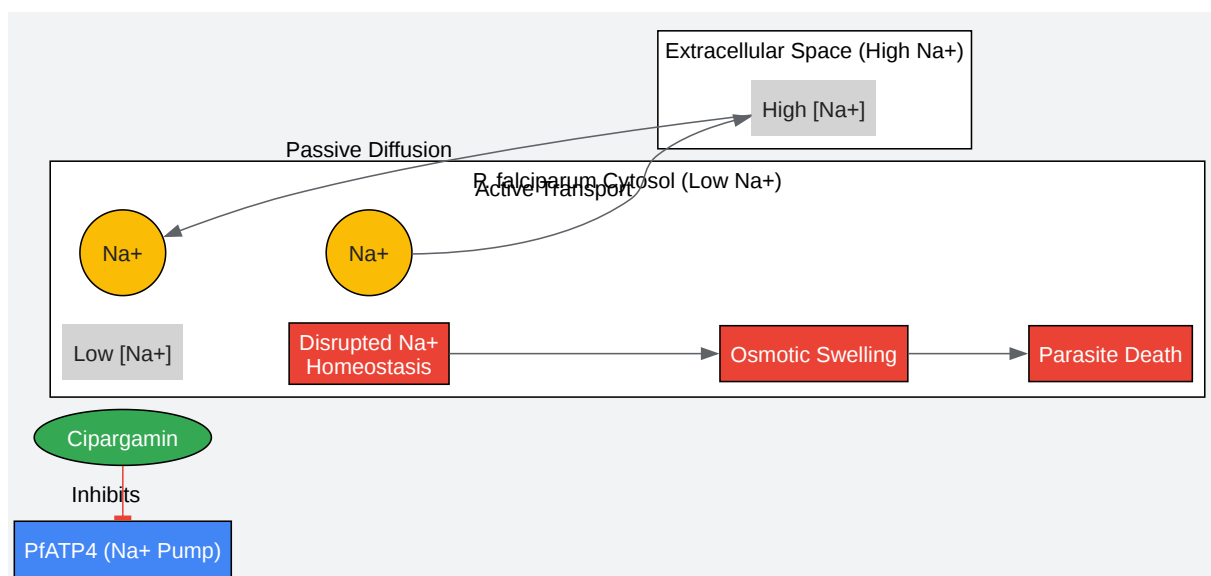 Extracellular Space (High Na+)
High [Na+]
Passive Diffusion
P. falciparum Cytosol (Low Na+)
Active Transport
Na+
Na+
Disrupted Na+
Homeostasis
Low [Na+]
Osmotic Swelling
Parasite Death
Cipargamin
Inhibits
PfATP4 (Na+ Pump)